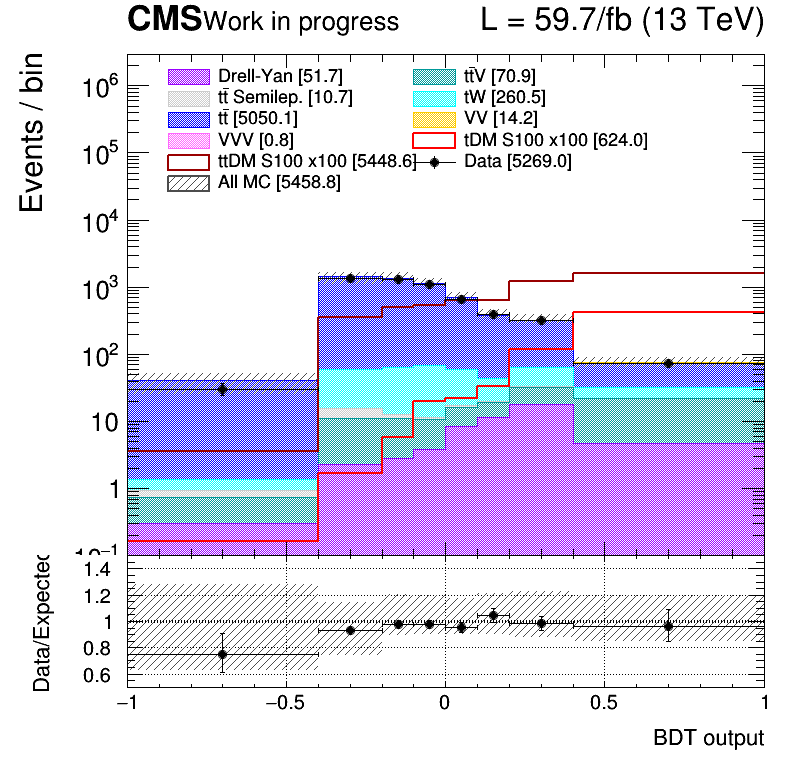 CMS Work in progress L = 59.7/fb (13 TeV)
Events / bin
Drell-Yan [51.7] tt̄V [70.9]
tt̄ Semilep. [10.7] tW [260.5]
tt̄ [5050.1] VV [14.2]
VVV [0.8] tDM S100 x100 [624.0]
ttDM S100 x100 [5448.6] Data [5269.0]
All MC [5458.8]
10⁶
10⁵
10⁴
10³
10²
10
1
10⁻¹
Data/Expected
1.4
1.2
1
0.8
0.6
−1 −0.5 0 0.5 1
BDT output